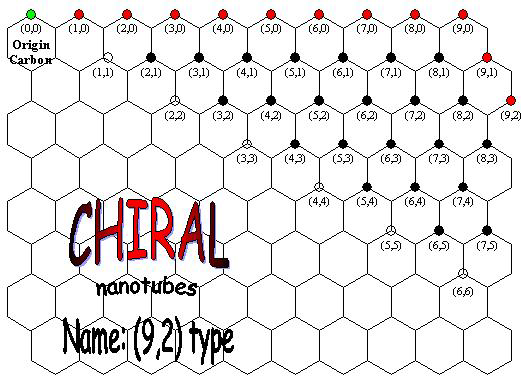 (0,0) (1,0) (2,0) (3,0) (4,0) (5,0) (6,0) (7,0) (8,0) (9,0)
Origin
Carbon
(1,1) (2,1) (3,1) (4,1) (5,1) (6,1) (7,1) (8,1) (9,1)
(2,2) (3,2) (4,2) (5,2) (6,2) (7,2) (8,2) (9,2)
(3,3) (4,3) (5,3) (6,3) (7,3) (8,3)
(4,4) (5,4) (6,4) (7,4)
(5,5) (6,5) (7,5)
(6,6)
CHIRAL
nanotubes
Name: (9,2) type